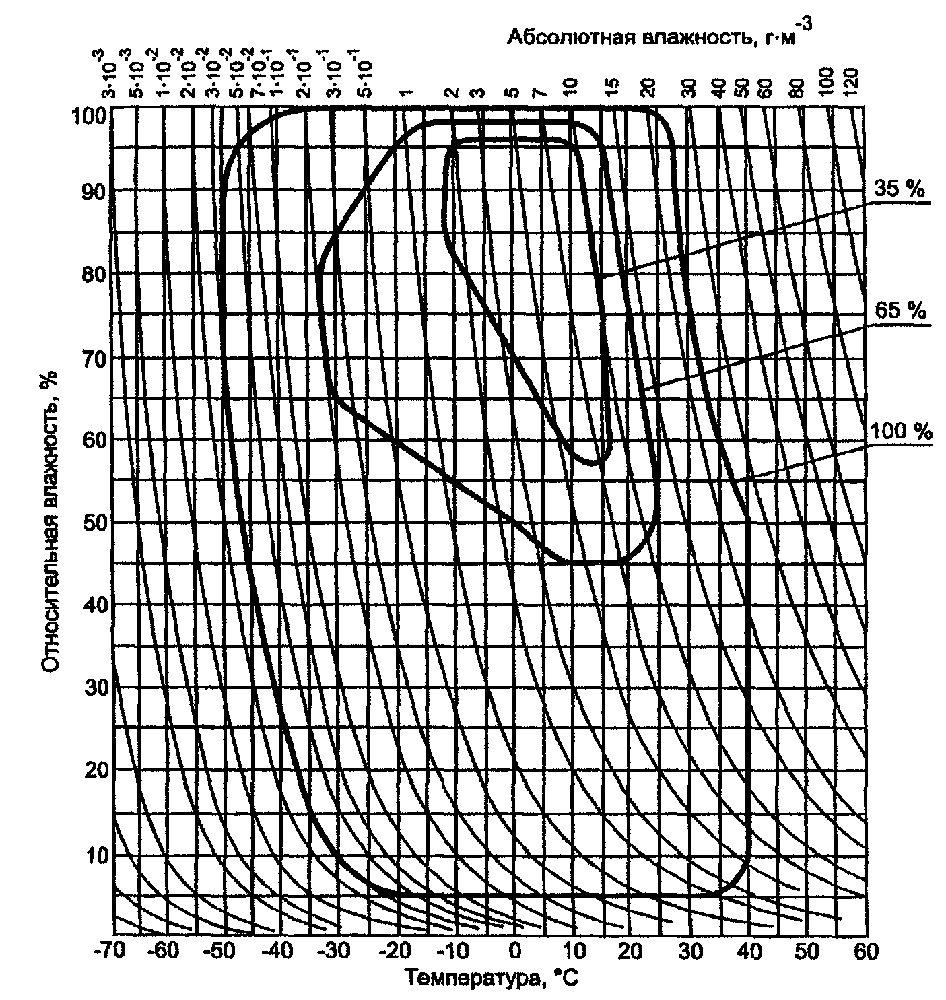 Абсолютная влажность, г·м⁻³
3·10⁻³ 5·10⁻³ 1·10⁻² 2·10⁻² 3·10⁻² 5·10⁻² 7·10⁻² 1·10⁻¹ 2·10⁻¹ 3·10⁻¹ 5·10⁻¹ 1 2 3 5 7 10 15 20 30 40 50 60 80 100 120
100
90
35 %
80
65 %
70
Относительная влажность, %
60
100 %
50
40
30
20
10
-70 -60 -50 -40 -30 -20 -10 0 10 20 30 40 50 60
Температура, °С